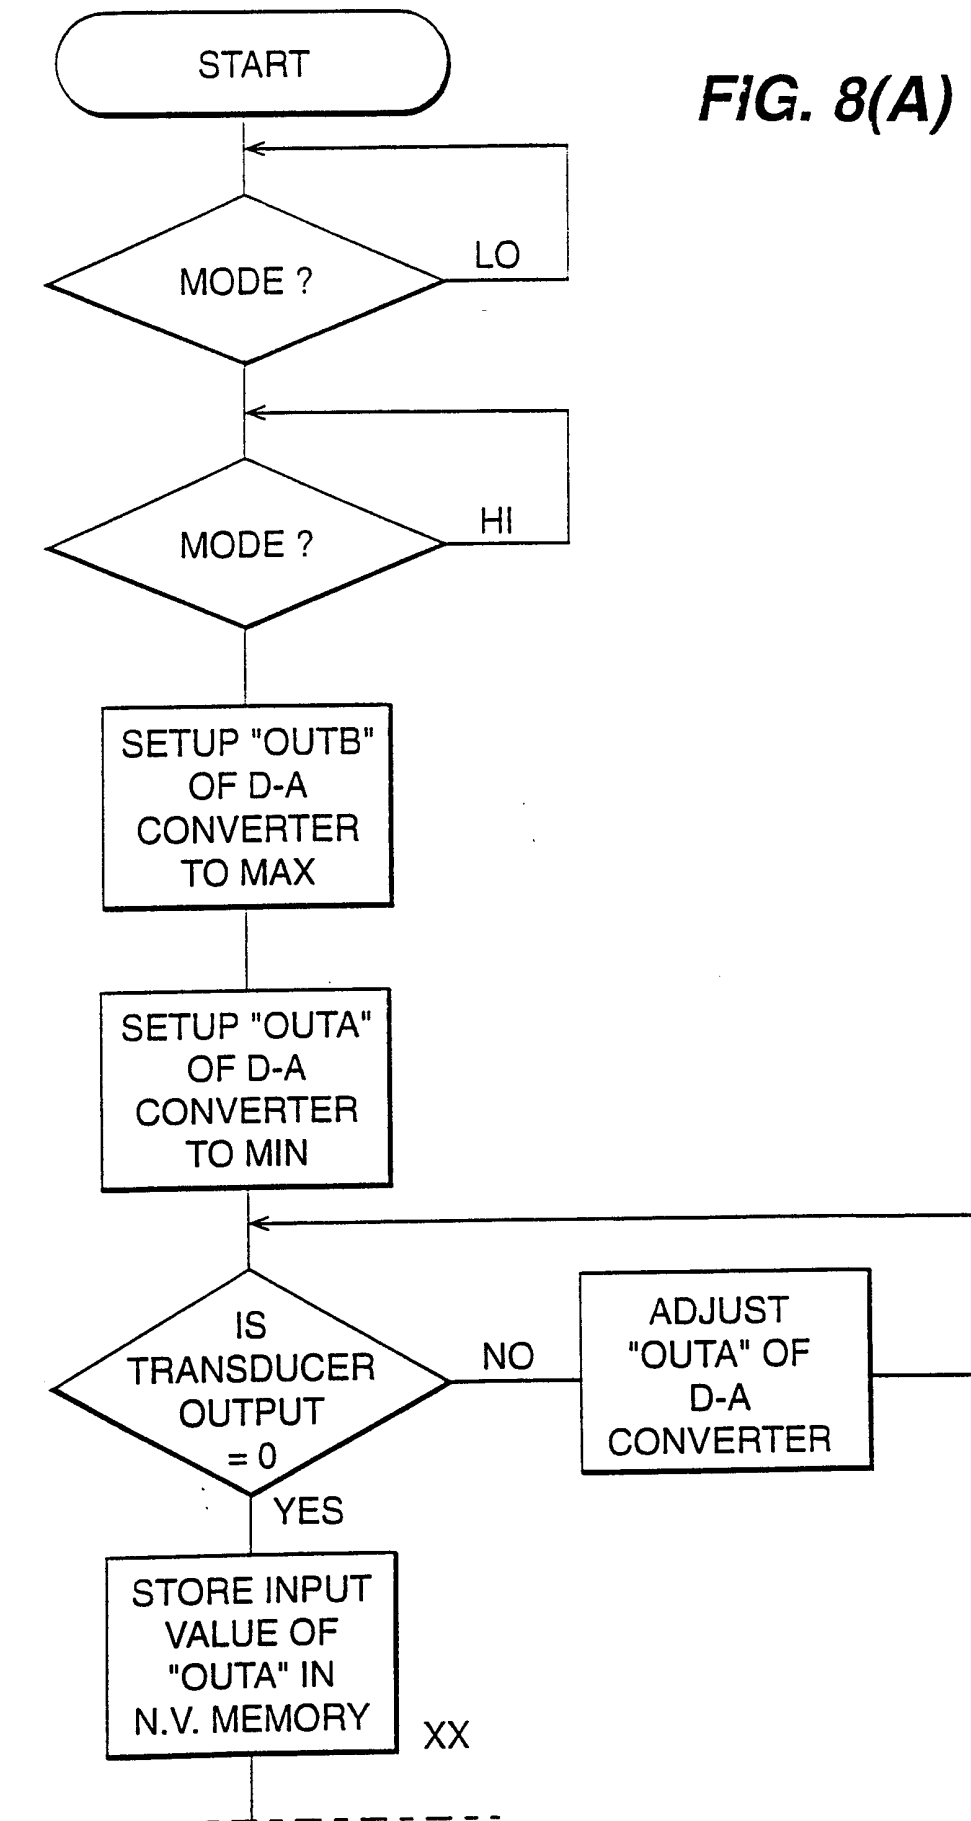 START
FIG. 8(A)
LO
MODE ?
HI
MODE ?
SETUP "OUTB"
OF D-A
CONVERTER
TO MAX
SETUP "OUTA"
OF D-A
CONVERTER
TO MIN
IS
TRANSDUCER
OUTPUT
= 0
NO
ADJUST
"OUTA" OF
D-A
CONVERTER
YES
STORE INPUT
VALUE OF
"OUTA" IN
N.V. MEMORY
XX